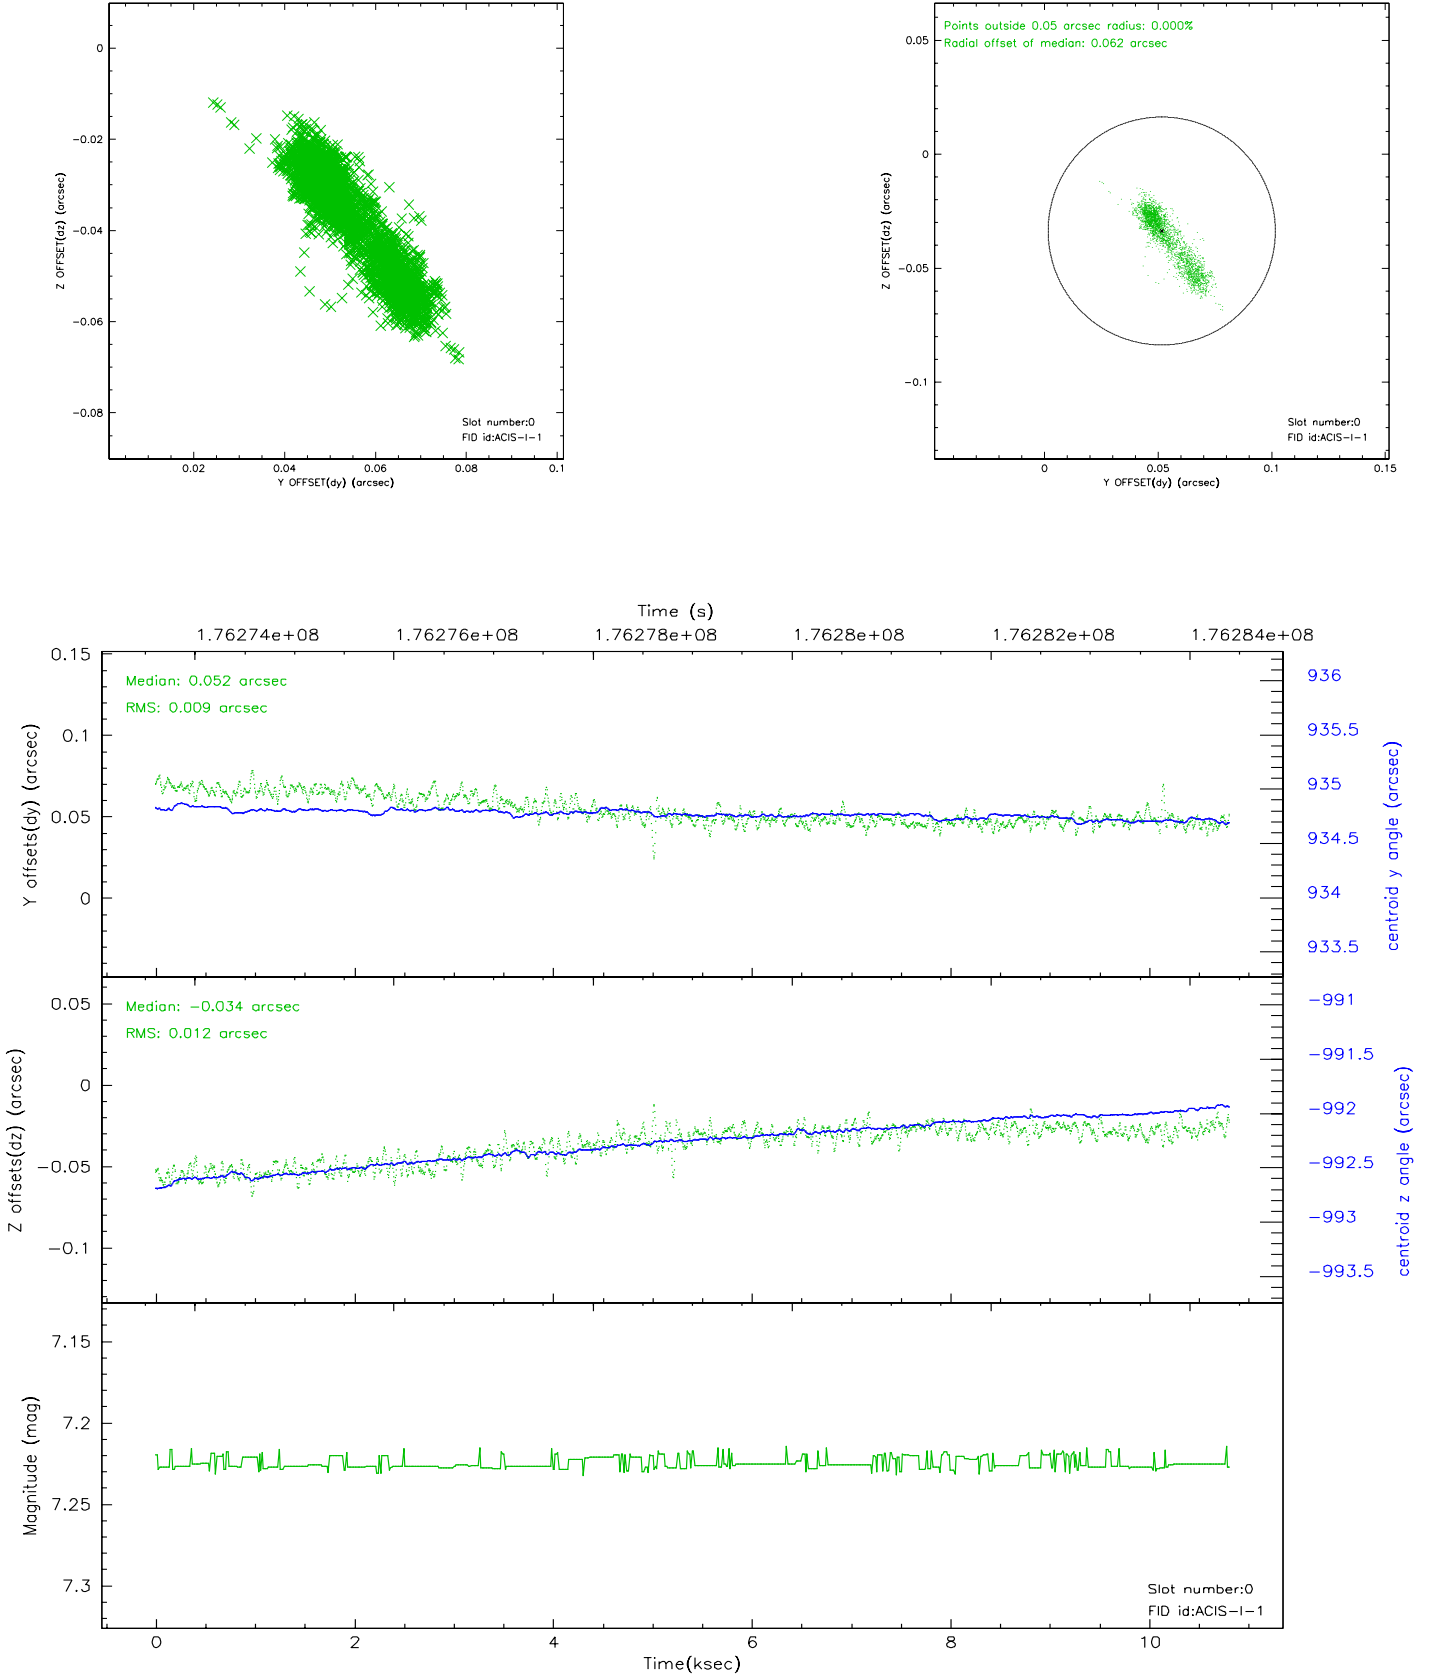 0
−0.02
−0.04
−0.06
−0.08
Z OFFSET(dz) (arcsec)
0.02 0.04 0.06 0.08 0.1
Y OFFSET(dy) (arcsec)
Slot number:0
FID id:ACIS−I−1
Points outside 0.05 arcsec radius: 0.000%
Radial offset of median: 0.062 arcsec
0.05
0
−0.05
−0.1
Z OFFSET(dz) (arcsec)
0 0.05 0.1 0.15
Y OFFSET(dy) (arcsec)
Slot number:0
FID id:ACIS−I−1
Time (s)
1.76274e+08 1.76276e+08 1.76278e+08 1.7628e+08 1.76282e+08 1.76284e+08
Median: 0.052 arcsec
RMS: 0.009 arcsec
0.15
0.1
0.05
0
Y offsets(dy) (arcsec)
936
935.5
935
934.5
934
933.5
centroid y angle (arcsec)
Median: −0.034 arcsec
RMS: 0.012 arcsec
0.05
0
−0.05
−0.1
Z offsets(dz) (arcsec)
−991
−991.5
−992
−992.5
−993
−993.5
centroid z angle (arcsec)
7.15
7.2
7.25
7.3
Magnitude (mag)
Slot number:0
FID id:ACIS−I−1
0 2 4 6 8 10
Time(ksec)